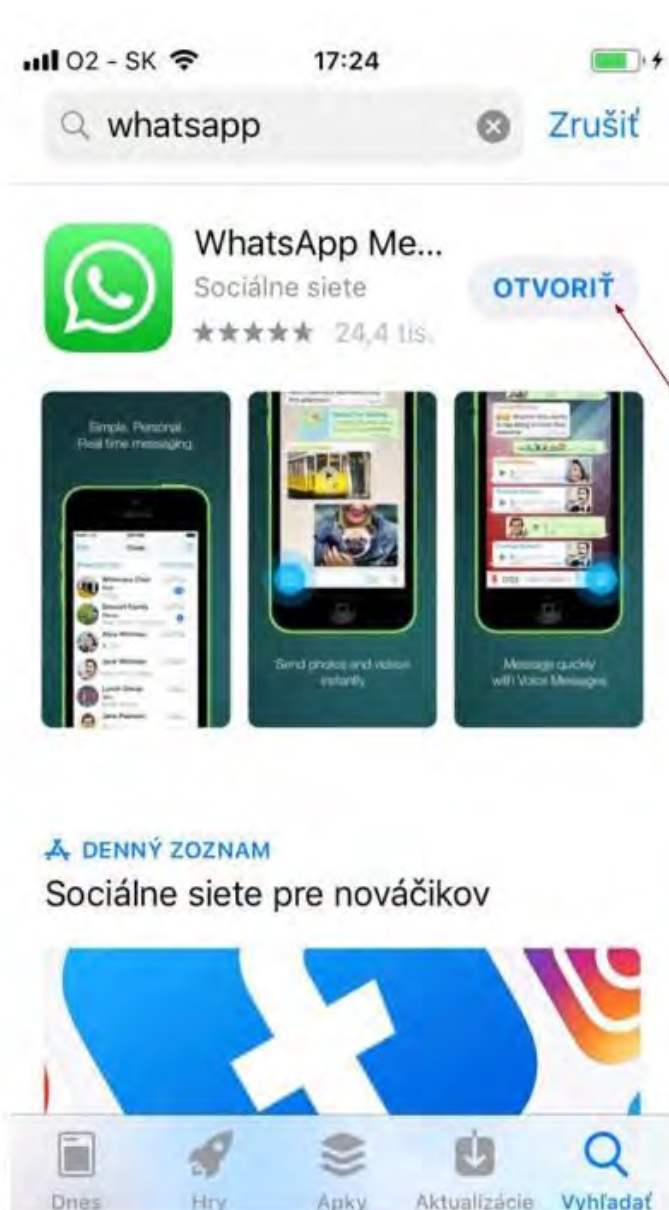 O2 - SK 17:24
whatsapp
Zrušiť
WhatsApp Me...
Sociálne siete
OTVORIŤ
24,4 tis.
Simple. Personal.
Real time messaging.
Send photos and videos
instantly
Message quickly
with Voice Messages
DENNÝ ZOZNAM
Sociálne siete pre nováčikov
Dnes
Hry
Apky
Aktualizácie
Vyhľadať